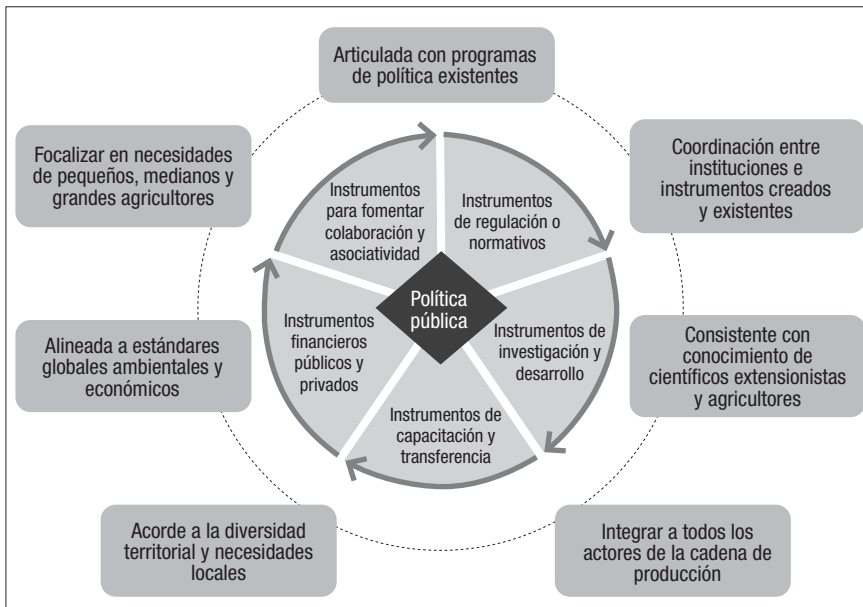 Articulada con programas
de política existentes
Focalizar en necesidades
de pequeños, medianos y
grandes agricultores
Coordinación entre
instituciones e
instrumentos creados
y existentes
Instrumentos
para fomentar
colaboración y
asociatividad
Instrumentos
de regulación o
normativos
Política
pública
Instrumentos
financieros
públicos y
privados
Instrumentos de
investigación y
desarrollo
Instrumentos de
capacitación y
transferencia
Alineada a estándares
globales ambientales y
económicos
Consistente con
conocimiento de
científicos extensionistas
y agricultores
Acorde a la diversidad
territorial y necesidades
locales
Integrar a todos los
actores de la cadena de
producción